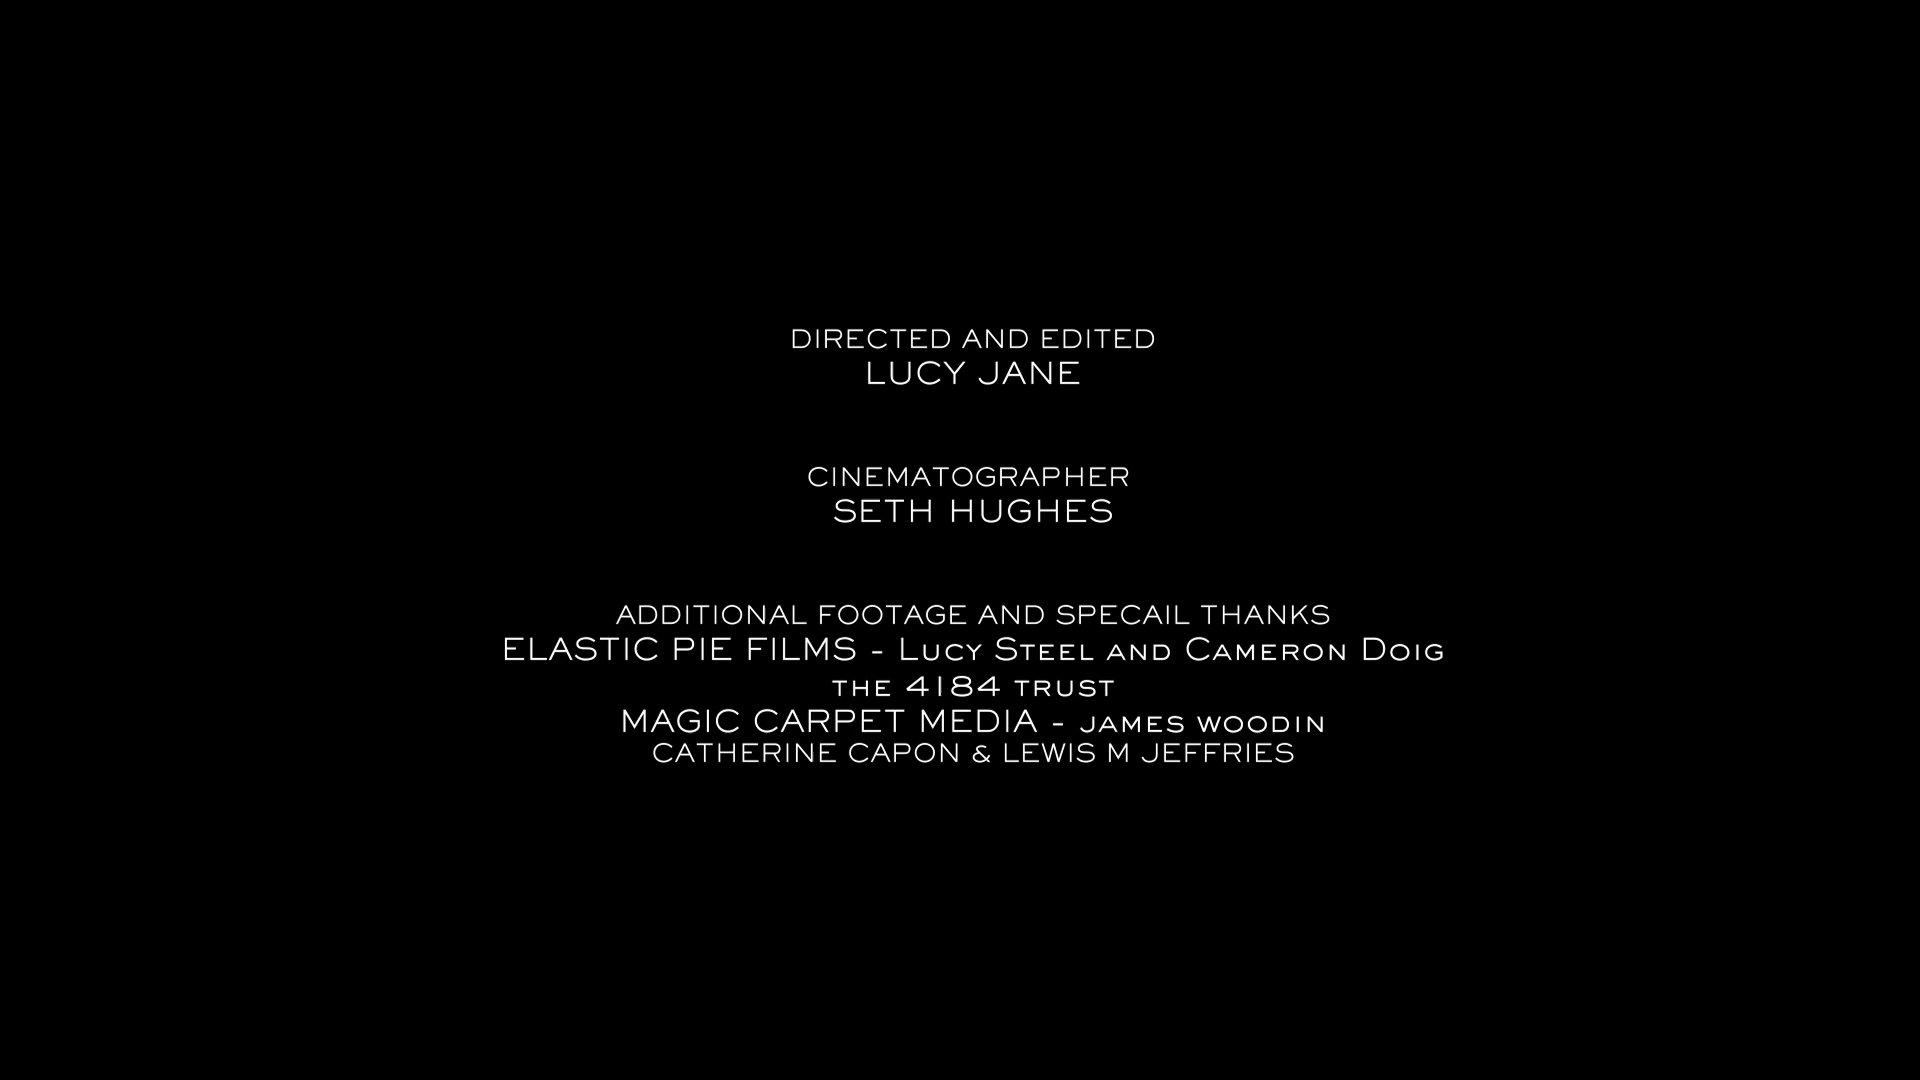 DIRECTED AND EDITED
LUCY JANE
CINEMATOGRAPHER
SETH HUGHES
ADDITIONAL FOOTAGE AND SPECAIL THANKS
ELASTIC PIE FILMS - Lucy Steel and Cameron Doig
the 4184 trust
MAGIC CARPET MEDIA - james woodin
CATHERINE CAPON & LEWIS M JEFFRIES